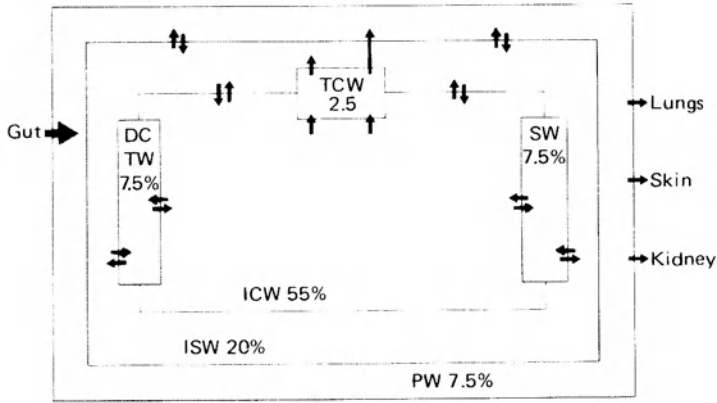 TCW
2.5
Gut
DC
TW
7.5%
SW
7.5%
Lungs
Skin
Kidney
ICW 55%
ISW 20%
PW 7.5%